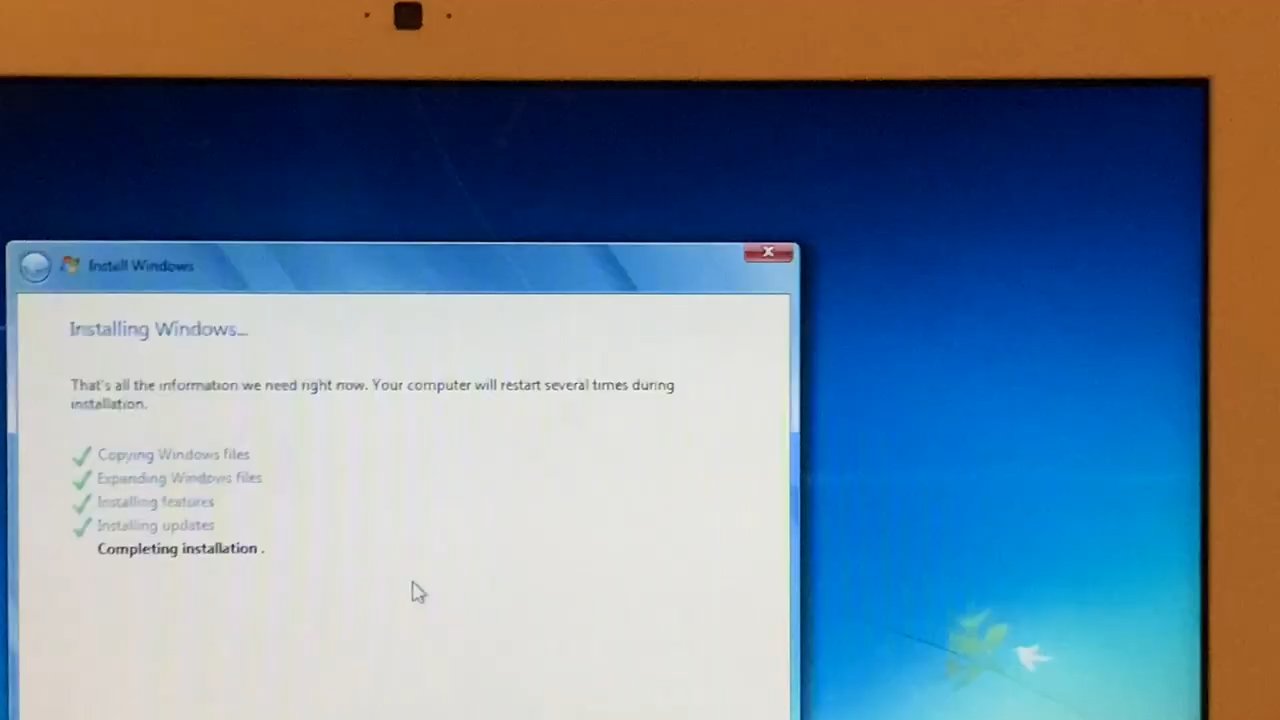 Install Windows
Installing Windows...
That's all the information we need right now. Your computer will restart several times during
installation.
Copying Windows files
Expanding Windows files
Installing features
Installing updates
Completing installation .